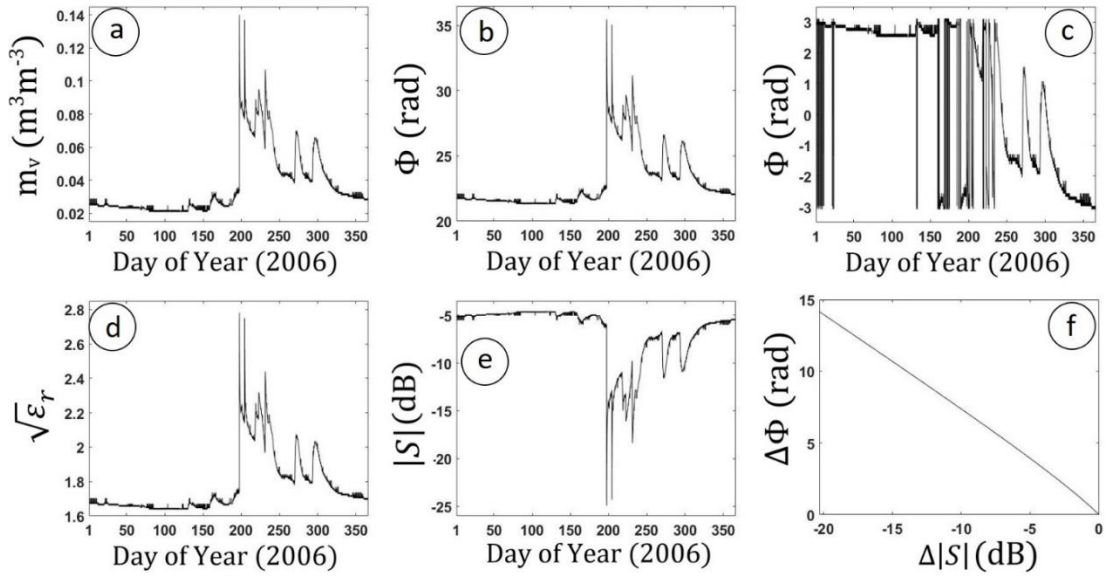 a
m_v (m³m⁻³)
0.14
0.12
0.1
0.08
0.06
0.04
0.02
1 50 100 150 200 250 300 350
Day of Year (2006)
b
Φ (rad)
35
30
25
20
1 50 100 150 200 250 300 350
Day of Year (2006)
c
Φ (rad)
3
2
1
0
-1
-2
-3
1 50 100 150 200 250 300 350
Day of Year (2006)
d
√ε_r
2.8
2.6
2.4
2.2
2
1.8
1.6
1 50 100 150 200 250 300 350
Day of Year (2006)
e
|S| (dB)
-5
-10
-15
-20
-25
1 50 100 150 200 250 300 350
Day of Year (2006)
f
ΔΦ (rad)
15
10
5
0
-20 -15 -10 -5 0
Δ|S| (dB)